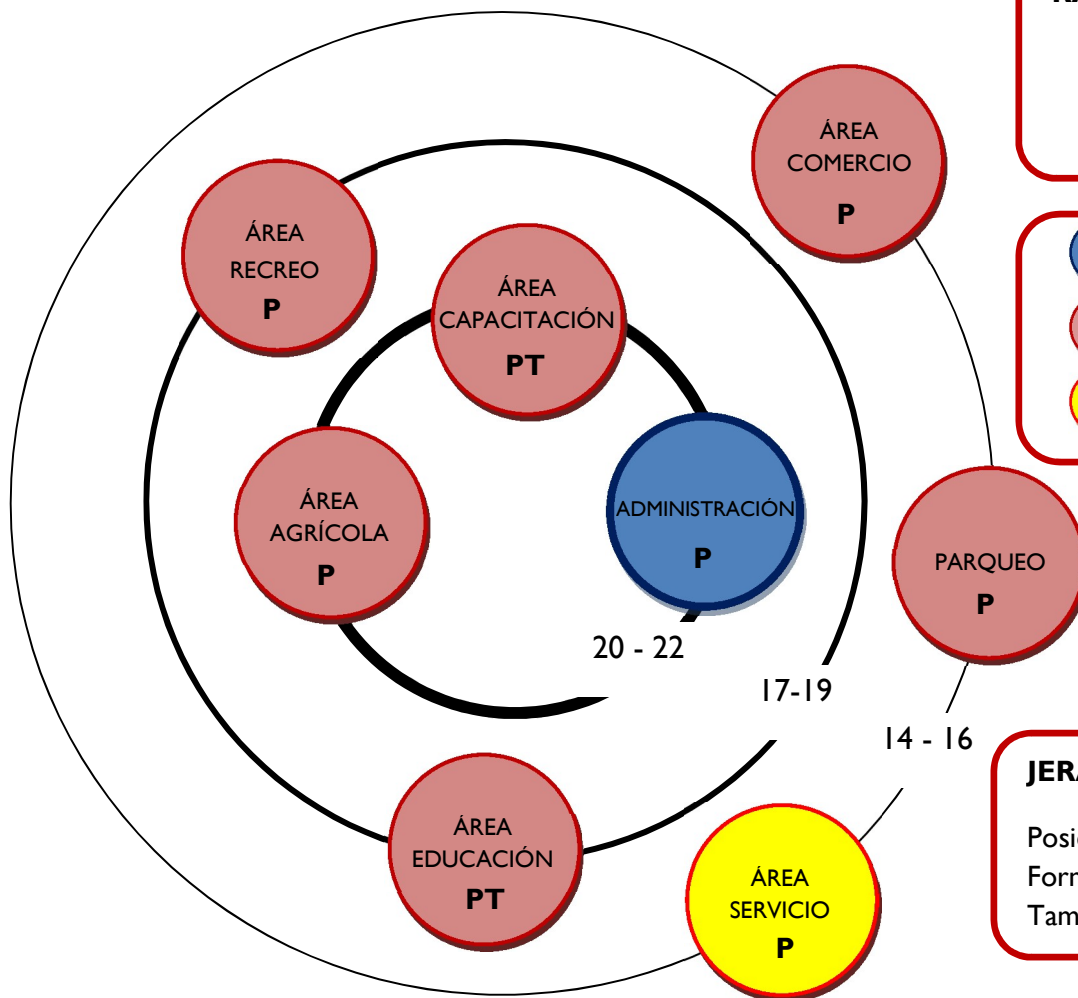 ÁREA
COMERCIO
P
ÁREA
RECREO
P
ÁREA
CAPACITACIÓN
PT
ÁREA
AGRÍCOLA
P
ADMINISTRACIÓN
P
PARQUEO
P
20 - 22
17-19
14 - 16
ÁREA
EDUCACIÓN
PT
ÁREA
SERVICIO
P